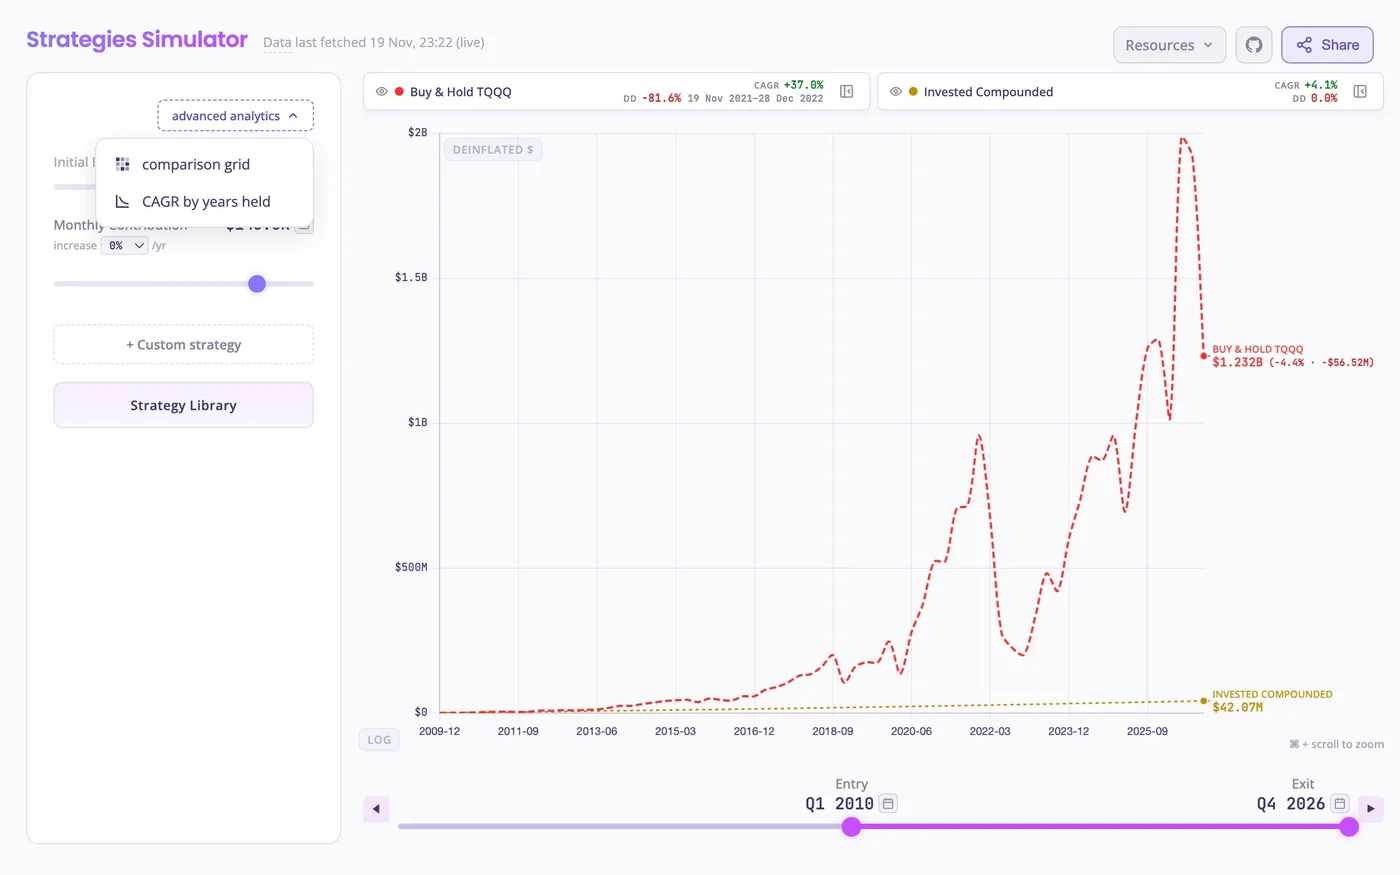 Strategies Simulator
Data last fetched 19 Nov, 23:22 (live)
Resources
Share
advanced analytics
comparison grid
CAGR by years held
Initial
Monthly Contribution
increase 0% /yr
+ Custom strategy
Strategy Library
Buy & Hold TQQQ
CAGR +37.0%
DD -81.6% 19 Nov 2021–28 Dec 2022
Invested Compounded
CAGR +4.1%
DD 0.0%
DEINFLATED $
$2B
$1.5B
$1B
$500M
$0
BUY & HOLD TQQQ
$1.232B (-4.4% · -$56.52M)
INVESTED COMPOUNDED
$42.07M
2009-12 2011-09 2013-06 2015-03 2016-12 2018-09 2020-06 2022-03 2023-12 2025-09
LOG
⌘ + scroll to zoom
Entry
Q1 2010
Exit
Q4 2026